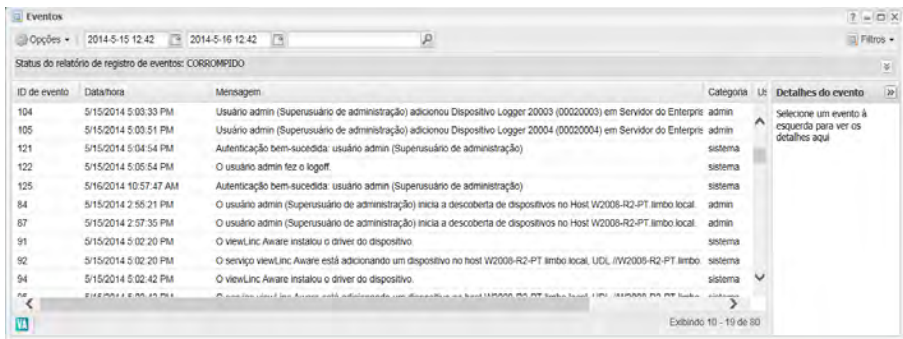 Eventos
Opções
2014-5-15 12.42
2014-5-16 12.42
Filtros
Status do relatório de registro de eventos: CORROMPIDO
ID de evento Data/hora Mensagem Categoria Us Detalhes do evento
104 5/15/2014 5:03:33 PM Usuário admin (Superusuário de administração) adicionou Dispositivo Logger 20003 (00020003) em Servidor do Enterpris admin
105 5/15/2014 5:03:51 PM Usuário admin (Superusuário de administração) adicionou Dispositivo Logger 20004 (00020004) em Servidor do Enterpris admin
121 5/15/2014 5:04:54 PM Autenticação bem-sucedida: usuário admin (Superusuário de administração) sistema
122 5/15/2014 5:05:54 PM O usuário admin fez o logoff. sistema
125 5/16/2014 10:57:47 AM Autenticação bem-sucedida: usuário admin (Superusuário de administração) sistema
84 5/15/2014 2:55:21 PM O usuário admin (Superusuário de administração) inicia a descoberta de dispositivos no Host W2008-R2-PT.limbo.local. admin
87 5/15/2014 2:57:35 PM O usuário admin (Superusuário de administração) inicia a descoberta de dispositivos no Host W2008-R2-PT.limbo.local. admin
91 5/15/2014 5:02:20 PM O viewLinc Aware instalou o driver do dispositivo. sistema
92 5/15/2014 5:02:20 PM O serviço viewLinc Aware está adicionando um dispositivo no host W2008-R2-PT.limbo.local, UDL //W2008-R2-PT.limbo. sistema
94 5/15/2014 5:02:42 PM O viewLinc Aware instalou o driver do dispositivo. sistema
Selecione um evento à
esquerda para ver os
detalhes aqui
VA
Exibindo 10 - 19 de 80